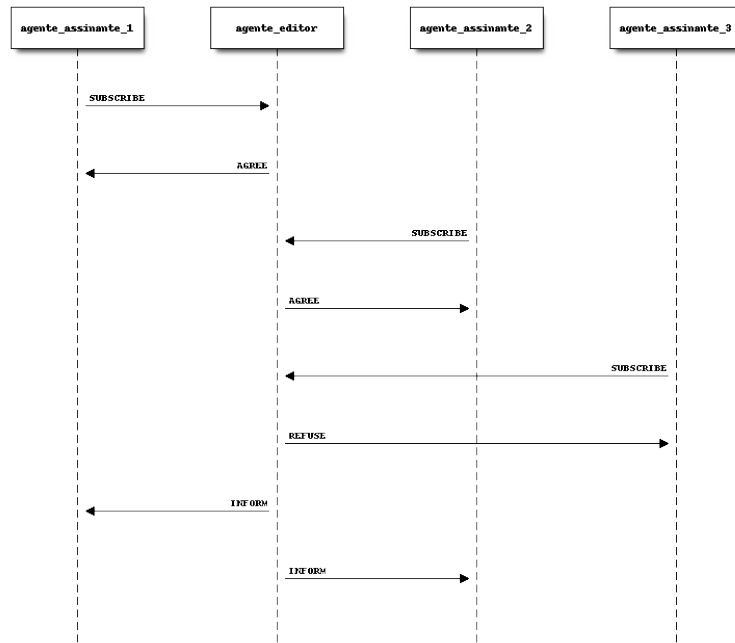 agente_assinante_1
agente_editor
agente_assinante_2
agente_assinante_3
SUBSCRIBE
AGREE
SUBSCRIBE
AGREE
SUBSCRIBE
REFUSE
INFORM
INFORM